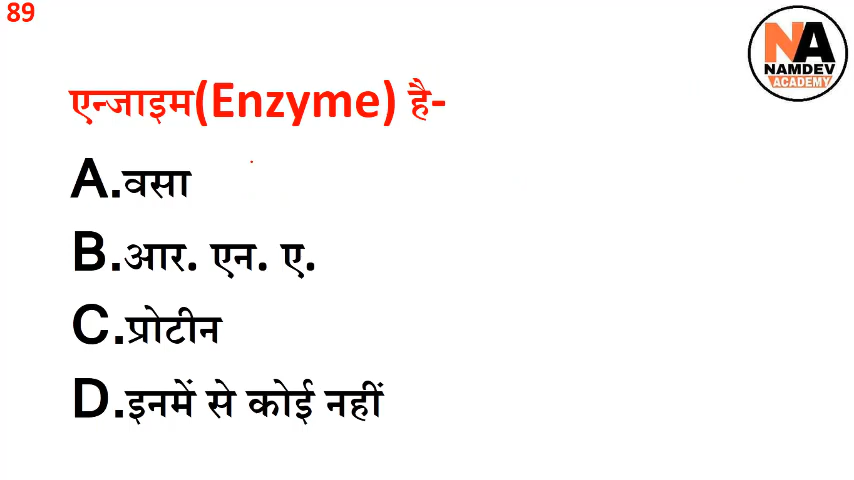 89
NA
NAMDEV
ACADEMY
एन्जाइम(Enzyme) है-
A.वसा
B.आर. एन. ए.
C.प्रोटीन
D.इनमें से कोई नहीं